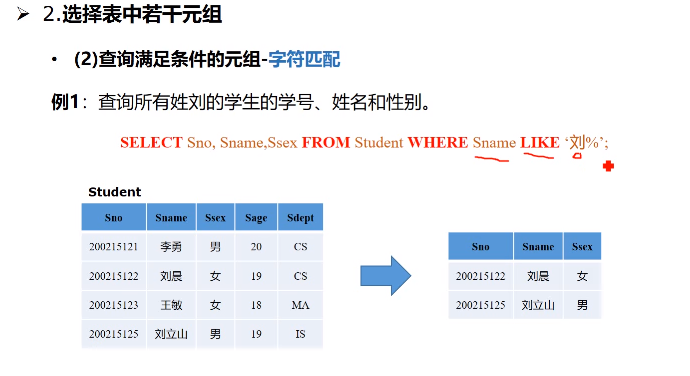 ➤ 2.选择表中若干元组
• (2)查询满足条件的元组-字符匹配
例1：查询所有姓刘的学生的学号、姓名和性别。
SELECT Sno, Sname,Ssex FROM Student WHERE Sname LIKE ‘刘%’;
Student
Sno Sname Ssex Sage Sdept
200215121 李勇 男 20 CS
200215122 刘晨 女 19 CS
200215123 王敏 女 18 MA
200215125 刘立山 男 19 IS
Sno Sname Ssex
200215122 刘晨 女
200215125 刘立山 男